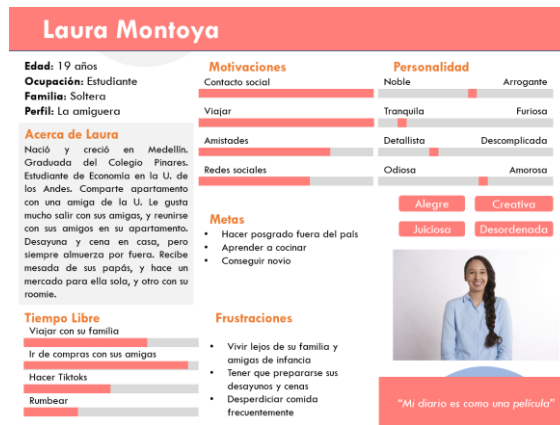 Laura Montoya
Edad: 19 años
Ocupación: Estudiante
Familia: Soltera
Perfil: La amiguera
Acerca de Laura
Nació y creció en Medellín.
Graduada del Colegio Pinares.
Estudiante de Economía en la U. de
los Andes. Comparte apartamento
con una amiga de la U. Le gusta
mucho salir con sus amigas, y reunirse
con sus amigos en su apartamento.
Desayuna y cena en casa, pero
siempre almuerza por fuera. Recibe
mesada de sus papás, y hace un
mercado para ella sola, y otro con su
roomie.
Tiempo Libre
Viajar con su familia
Ir de compras con sus amigas
Hacer Tiktoks
Rumbear
Motivaciones
Contacto social
Viajar
Amistades
Redes sociales
Metas
• Hacer posgrado fuera del país
• Aprender a cocinar
• Conseguir novio
Frustraciones
• Vivir lejos de su familia y
amigas de infancia
• Tener que prepararse sus
desayunos y cenas
• Desperdiciar comida
frecuentemente
Personalidad
Noble Arrogante
Tranquila Furiosa
Detallista Descomplicada
Odiosa Amorosa
Alegre Creativa
Juiciosa Desordenada
“Mi diario es como una película”